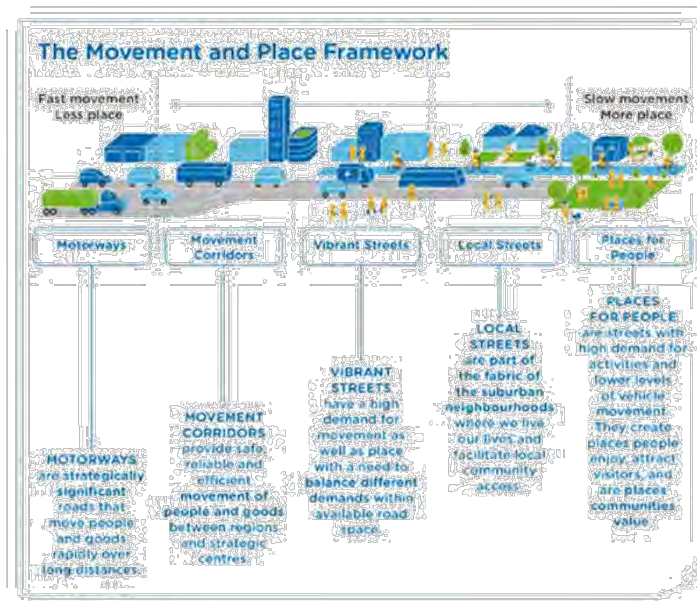 The Movement and Place Framework
Fast movement
Less place
Slow movement
More place
Motorways
Movement
Corridors
Vibrant Streets
Local Streets
Places for
People
MOTORWAYS
are strategically
significant
roads that
move people
and goods
rapidly over
long distances.
MOVEMENT
CORRIDORS
provide safe,
reliable and
efficient
movement of
people and goods
between regions
and strategic
centres.
VIBRANT
STREETS
have a high
demand for
movement as
well as place
with a need to
balance different
demands within
available road
space.
LOCAL
STREETS
are part of
the fabric of
the suburban
neighbourhoods
where we live
our lives and
facilitate local
community
access.
PLACES
FOR PEOPLE
are streets with
high demand for
activities and
lower levels
of vehicle
movement.
They create
places people
enjoy, attract
visitors, and
are places
communities
value.